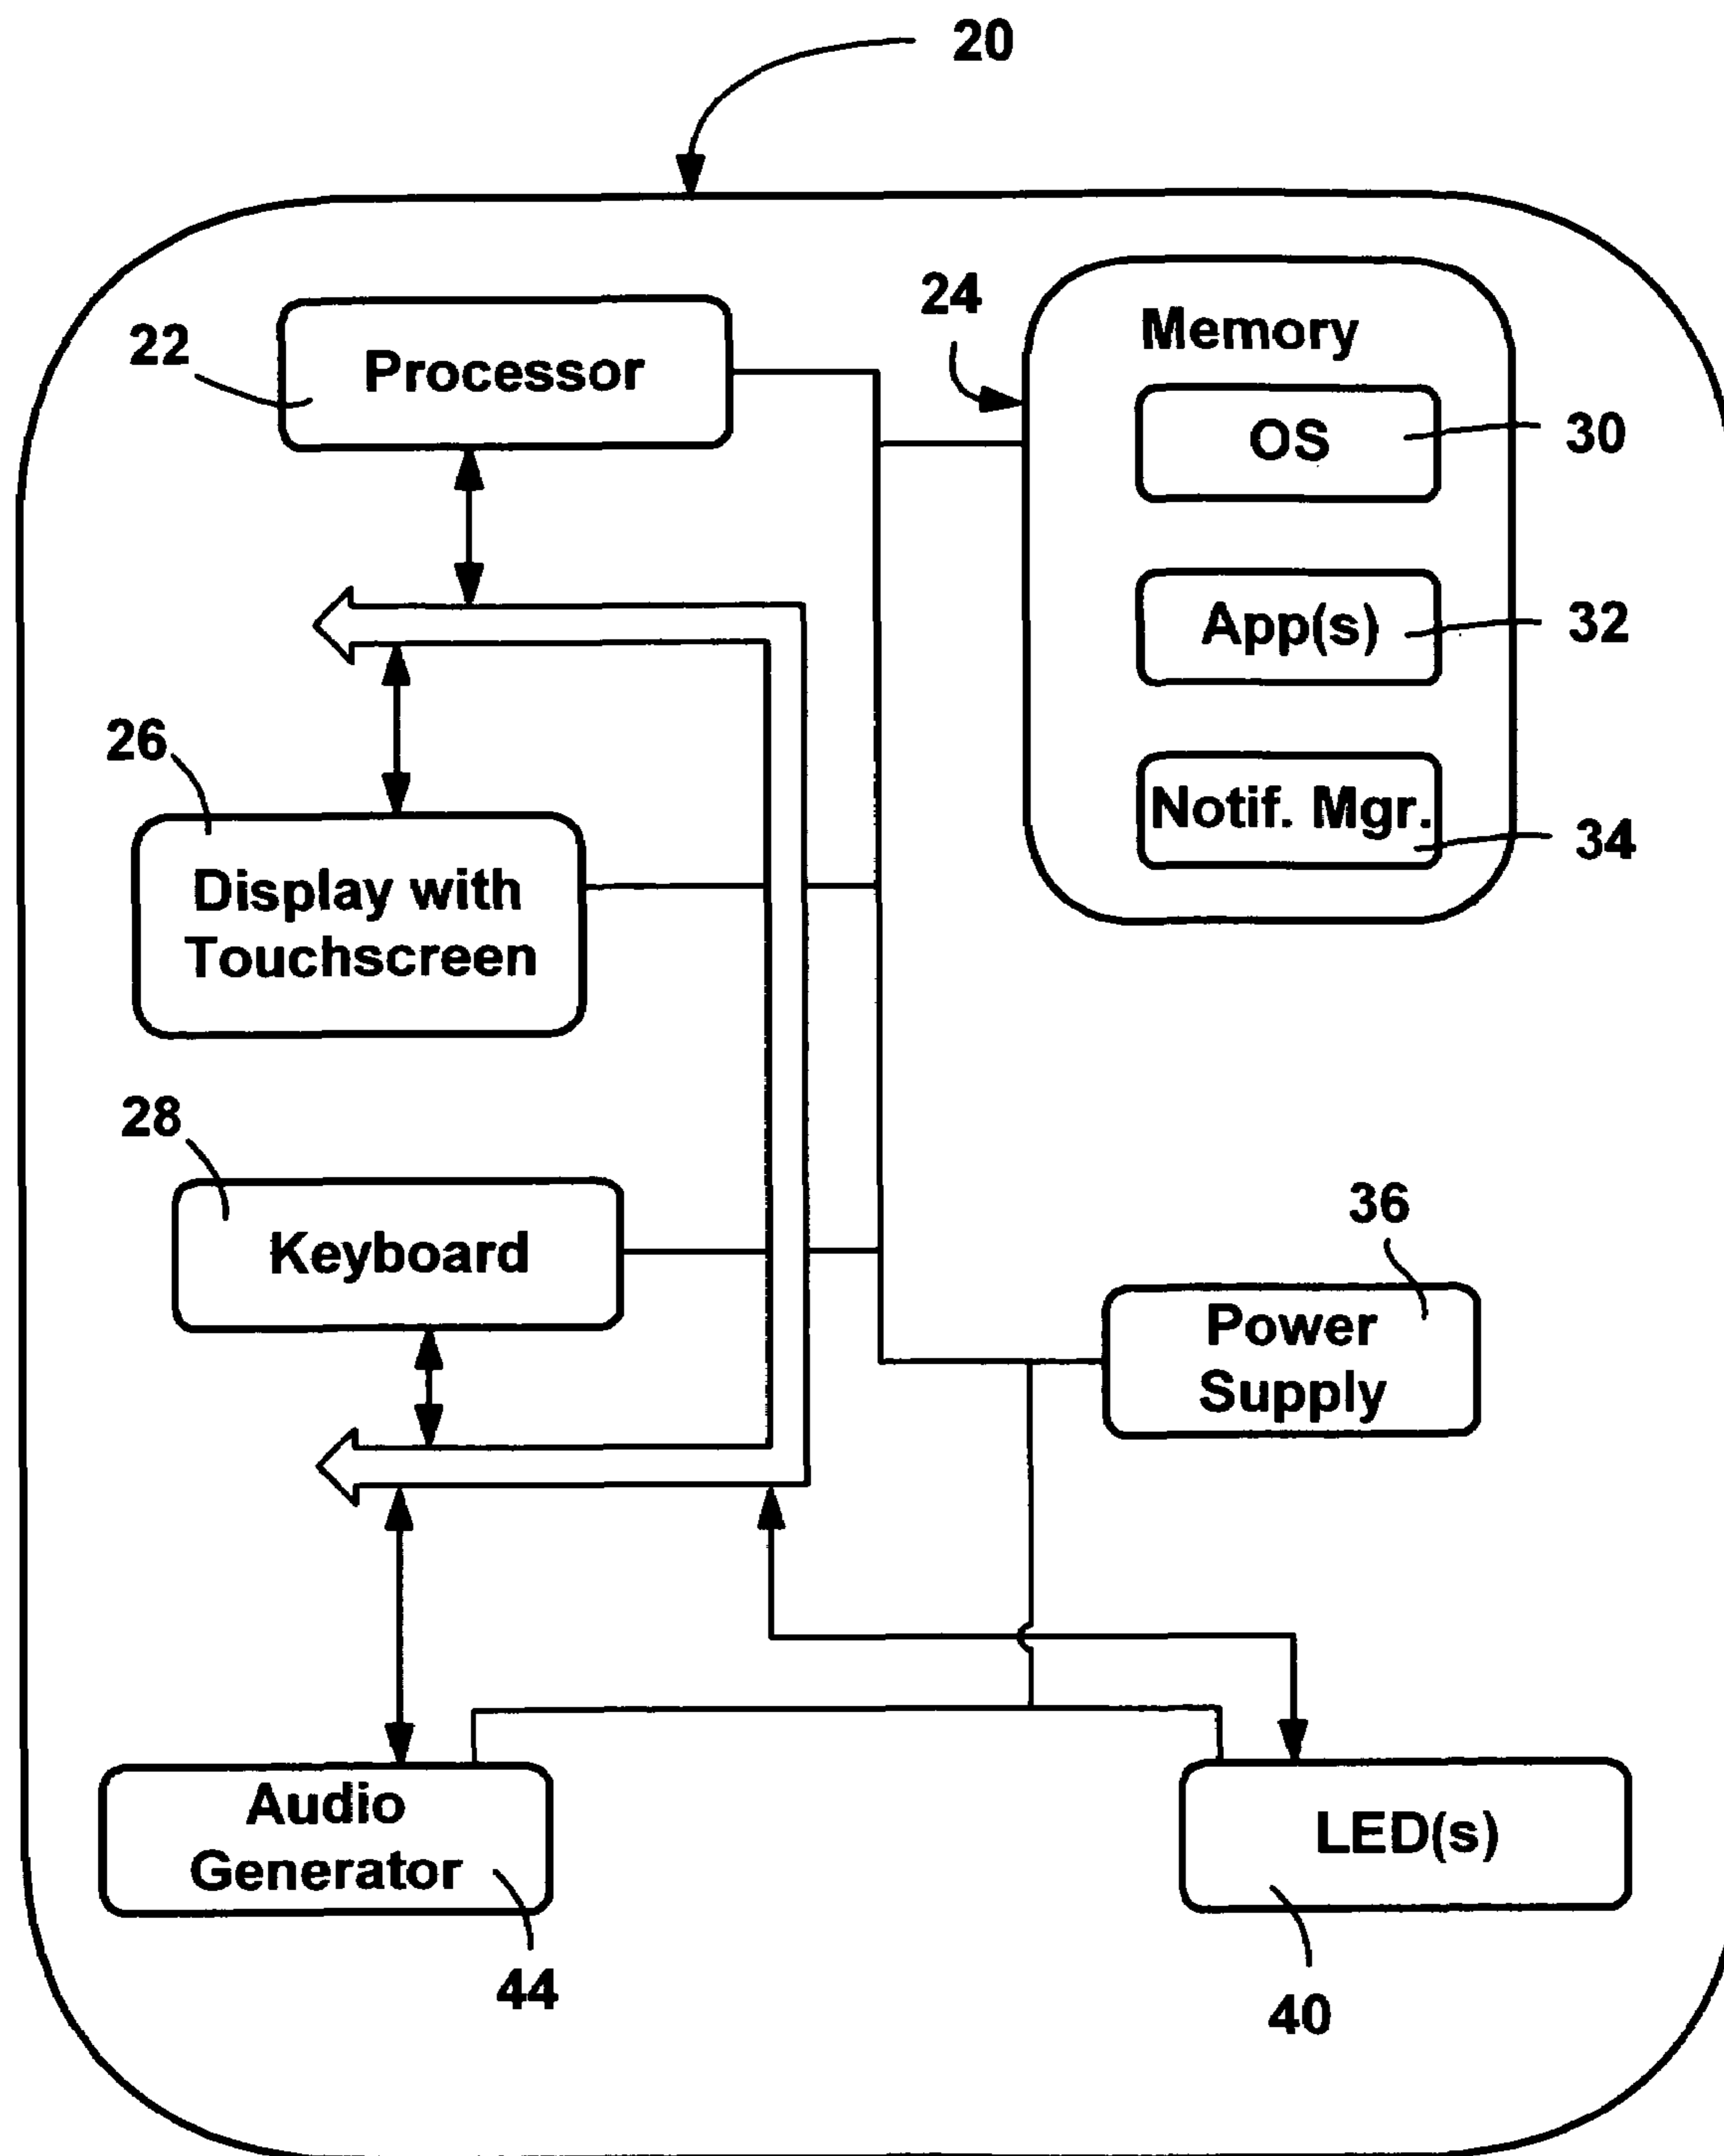 20
24
Memory
22
Processor
OS
30
App(s)
32
26
Notif. Mgr.
34
Display with
Touchscreen
28
Keyboard
36
Power
Supply
Audio
Generator
LED(s)
44
40